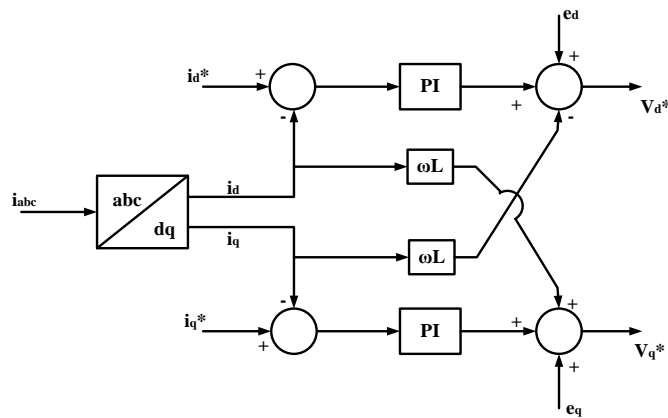 ed
id*
+
-
PI
+
+
-
Vd*
ωL
iabc
abc
dq
id
iq
ωL
iq*
-
+
PI
+
+
+
Vq*
eq